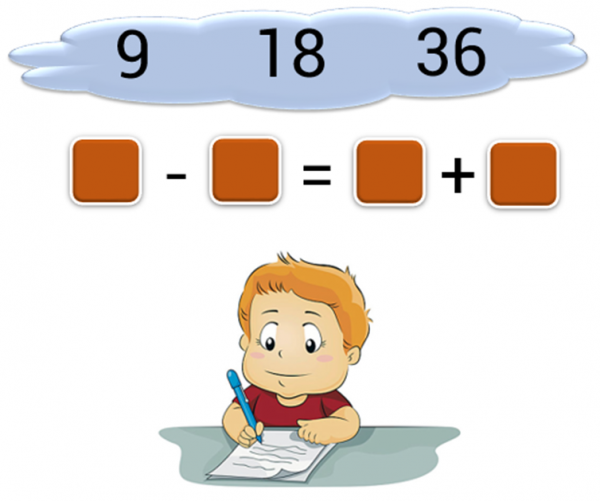 9 18 36
- = +